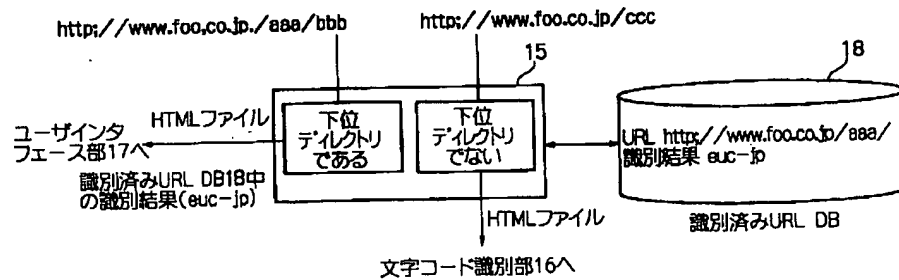 http://www.foo.co.jp./aaa/bbb
http://www.foo.co.jp/ccc
15
18
HTMLファイル
下位
ディレクトリ
である
下位
ディレクトリ
でない
ユーザインタ
フェース部17へ
識別済みURL DB18中
の識別結果(euc-jp)
URL http://www.foo.co.jp/aaa/
識別結果 euc-jp
HTMLファイル
識別済みURL DB
文字コード識別部16へ